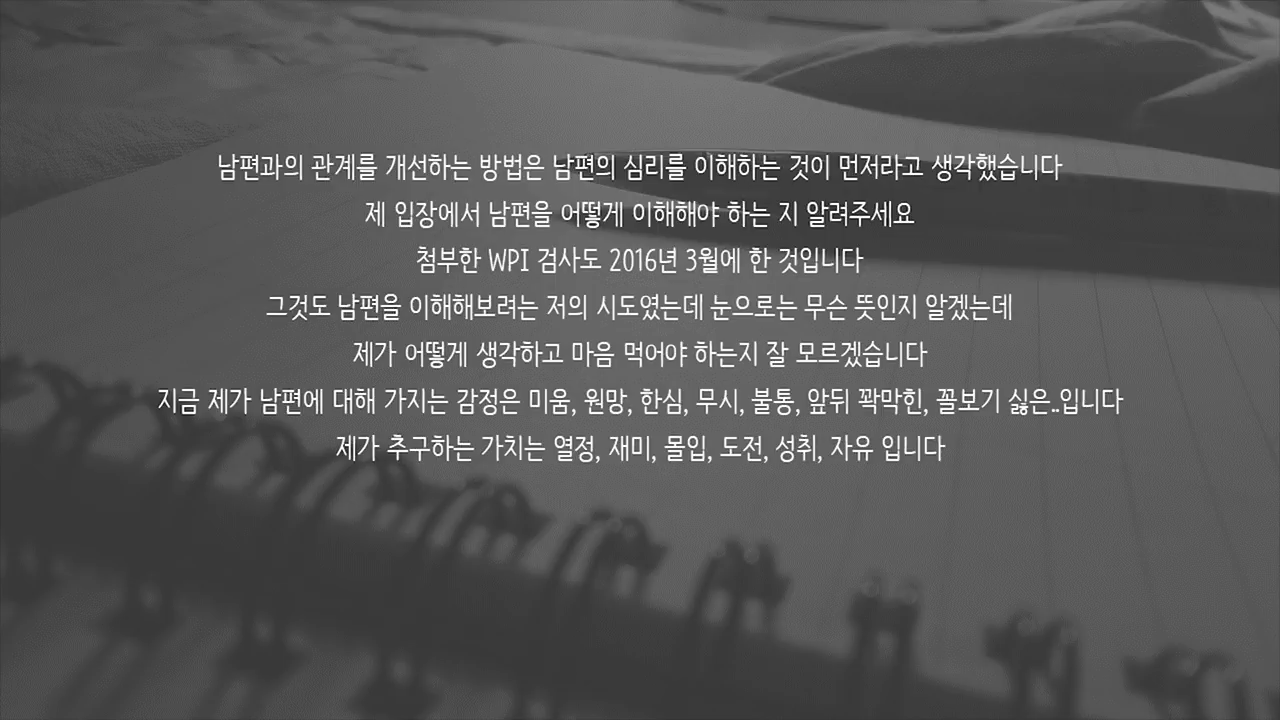 남편과의 관계를 개선하는 방법은 남편의 심리를 이해하는 것이 먼저라고 생각했습니다
제 입장에서 남편을 어떻게 이해해야 하는 지 알려주세요
첨부한 WPI 검사도 2016년 3월에 한 것입니다
그것도 남편을 이해해보려는 저의 시도였는데 눈으로는 무슨 뜻인지 알겠는데
제가 어떻게 생각하고 마음 먹어야 하는지 잘 모르겠습니다
지금 제가 남편에 대해 가지는 감정은 미움, 원망, 한심, 무시, 불통, 앞뒤 꽉막힌, 꼴보기 싫은..입니다
제가 추구하는 가치는 열정, 재미, 몰입, 도전, 성취, 자유 입니다